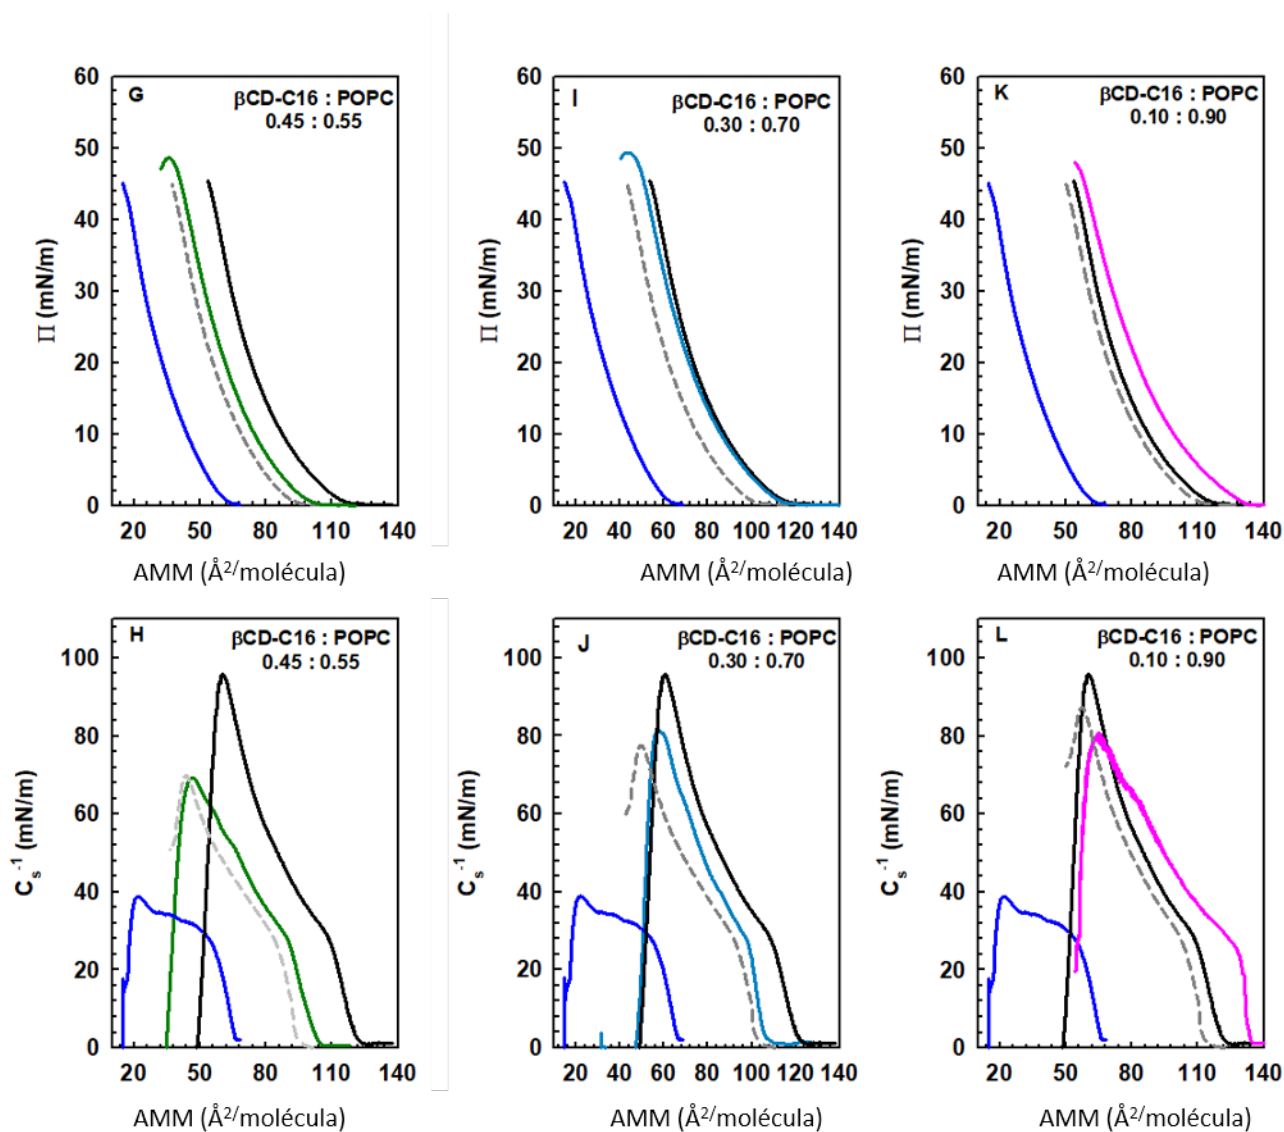 G
βCD-C16 : POPC
0.45 : 0.55
60
50
40
30
20
10
0
Π (mN/m)
20 50 80 110 140
AMM (Å²/molécula)
I
βCD-C16 : POPC
0.30 : 0.70
60
50
40
30
20
10
0
Π (mN/m)
20 40 60 80 100 120 140
AMM (Å²/molécula)
K
βCD-C16 : POPC
0.10 : 0.90
60
50
40
30
20
10
0
Π (mN/m)
20 50 80 110 140
AMM (Å²/molécula)
H
βCD-C16 : POPC
0.45 : 0.55
100
80
60
40
20
0
Cₛ⁻¹ (mN/m)
20 50 80 110 140
AMM (Å²/molécula)
J
βCD-C16 : POPC
0.30 : 0.70
100
80
60
40
20
0
Cₛ⁻¹ (mN/m)
20 40 60 80 100 120 140
AMM (Å²/molécula)
L
βCD-C16 : POPC
0.10 : 0.90
100
80
60
40
20
0
Cₛ⁻¹ (mN/m)
20 50 80 110 140
AMM (Å²/molécula)